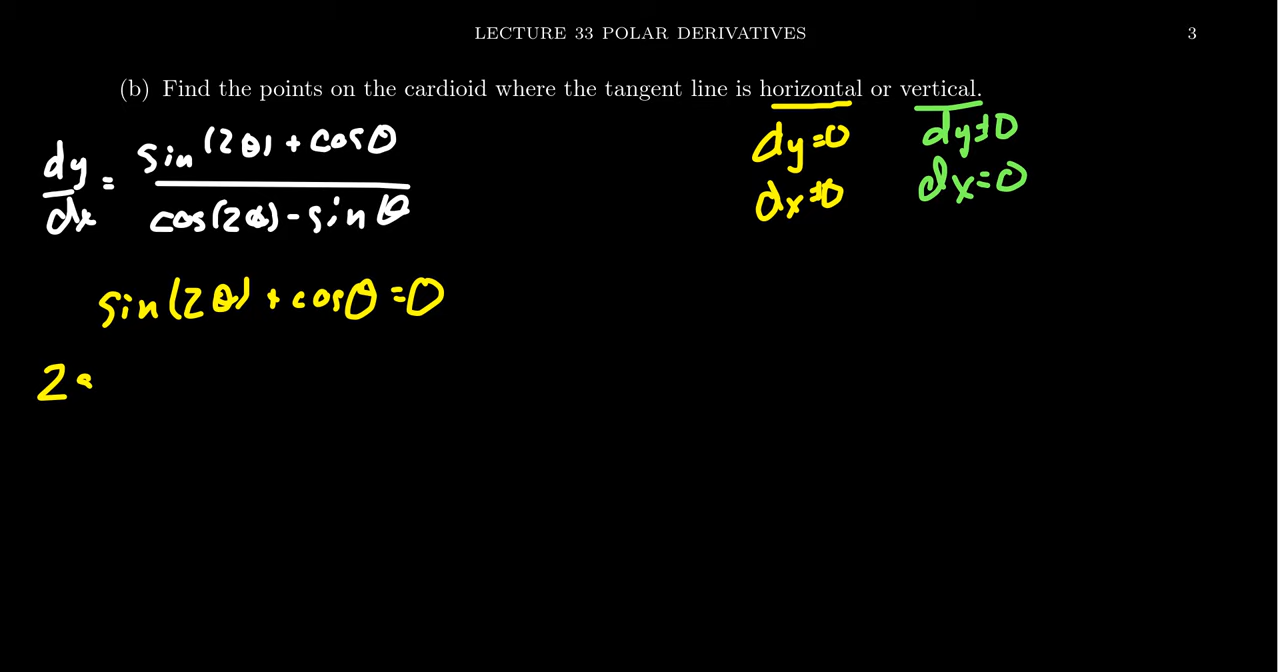 LECTURE 33 POLAR DERIVATIVES 3
(b) Find the points on the cardioid where the tangent line is horizontal or vertical.
dy/dx = (sin(2θ) + cosθ)/(cos(2θ) - sinθ)
dy=0 dy≠0
dx≠0 dx=0
sin(2θ) + cosθ = 0
2